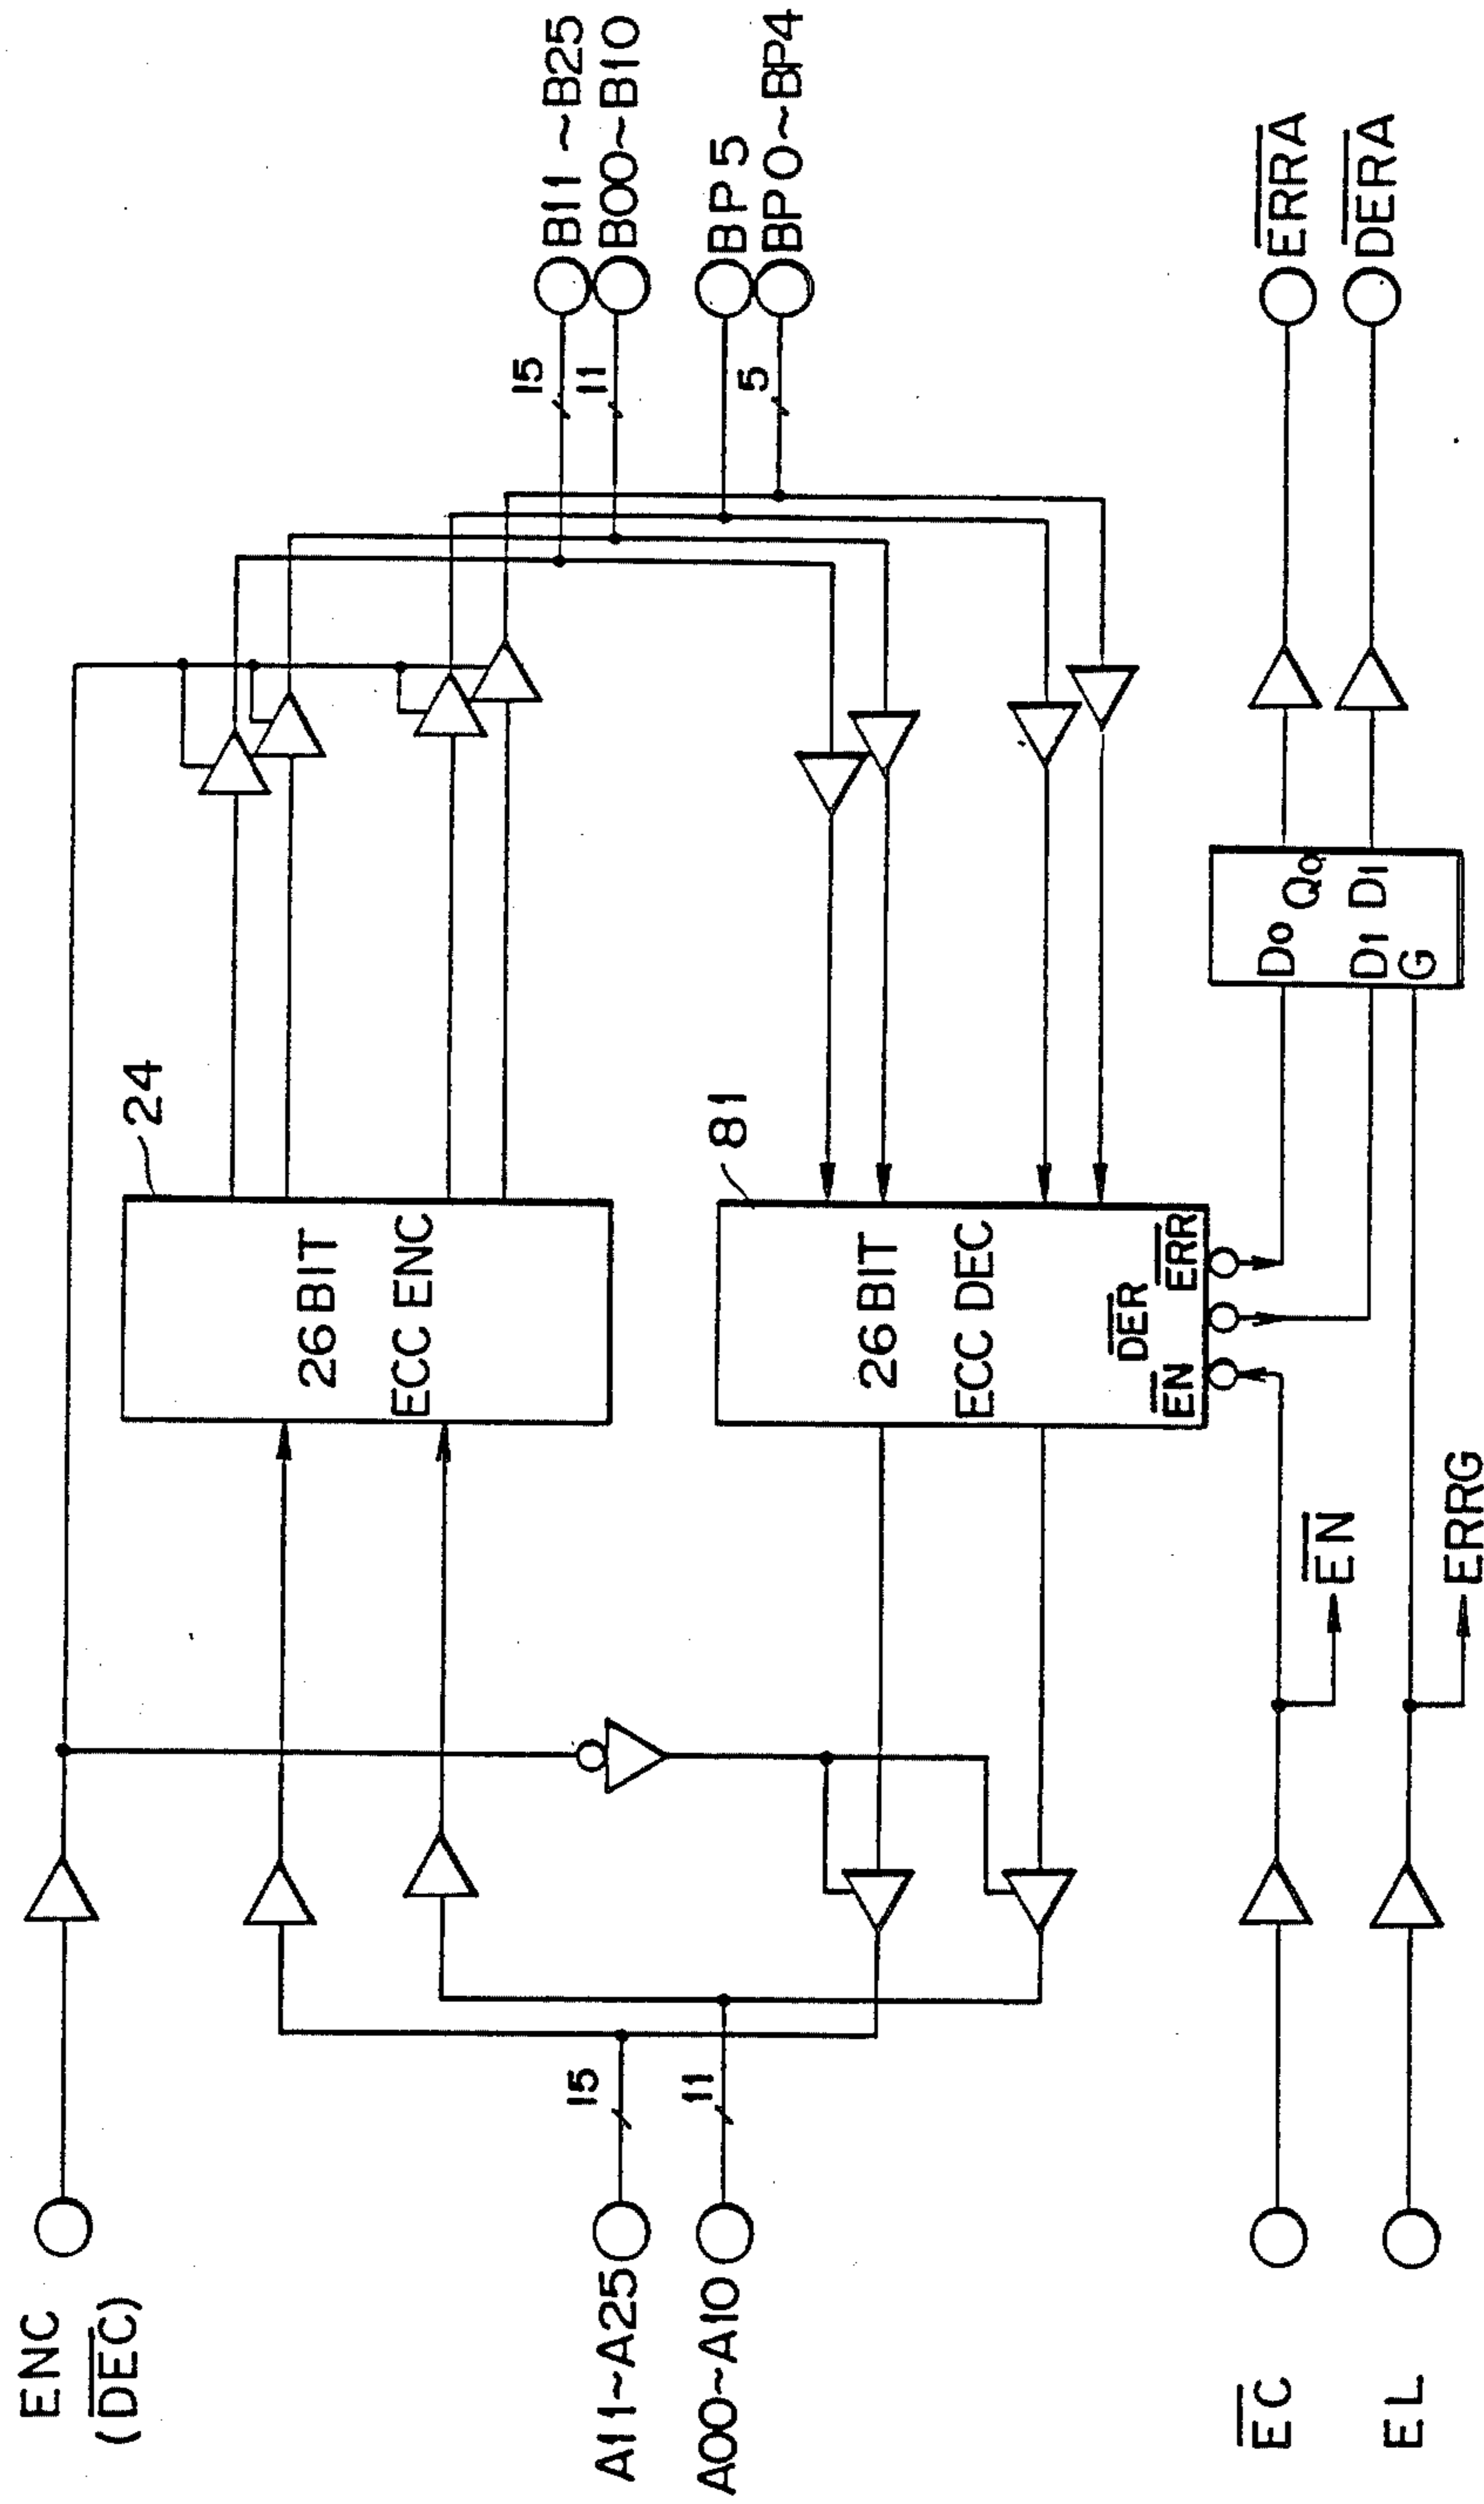 ENC
(DEC)
A11~A25
A00~A10
EC
EL
15
11
EN
ERRG
24
26 BIT
ECC ENC
81
26 BIT
ECC DEC
EN
DER
ERR
D0 Q0
D1 D1
G
15
11
5
B11~B25
B00~B10
BP5
BP0~BP4
ERRA
DERA